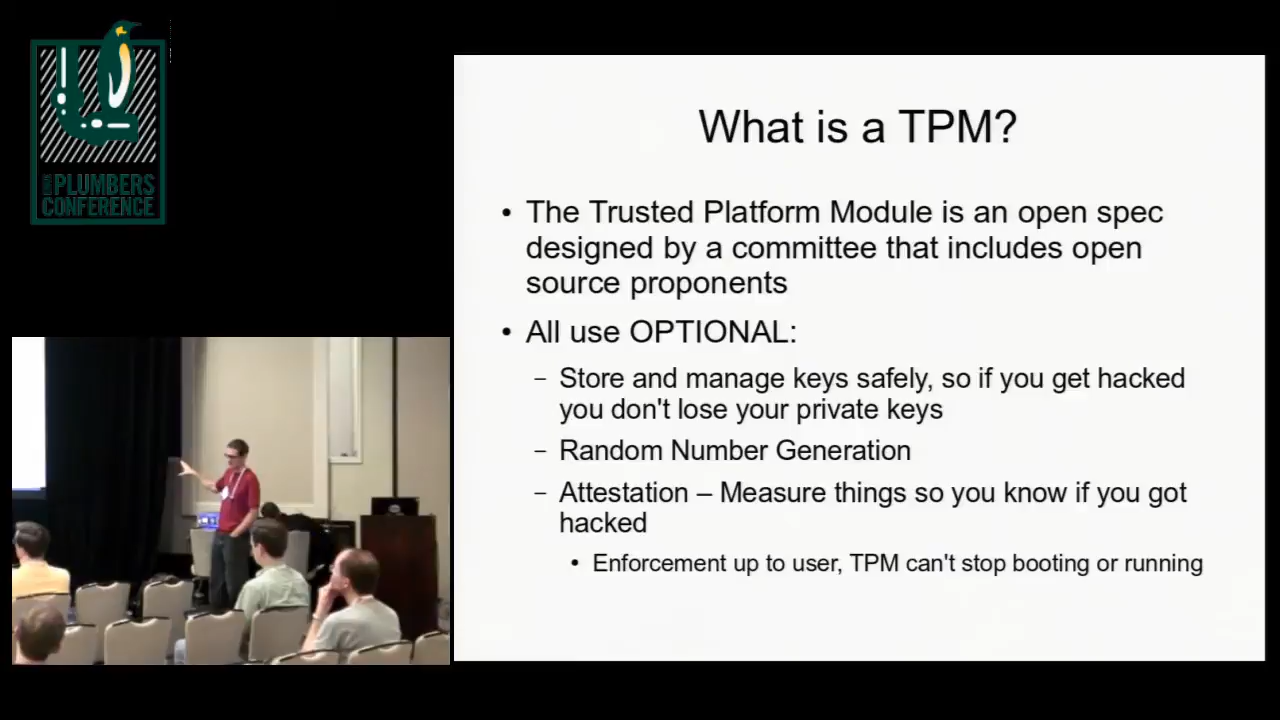 PLUMBERS
CONFERENCE
What is a TPM?
• The Trusted Platform Module is an open spec
designed by a committee that includes open
source proponents
• All use OPTIONAL:
– Store and manage keys safely, so if you get hacked
you don't lose your private keys
– Random Number Generation
– Attestation – Measure things so you know if you got
hacked
• Enforcement up to user, TPM can't stop booting or running